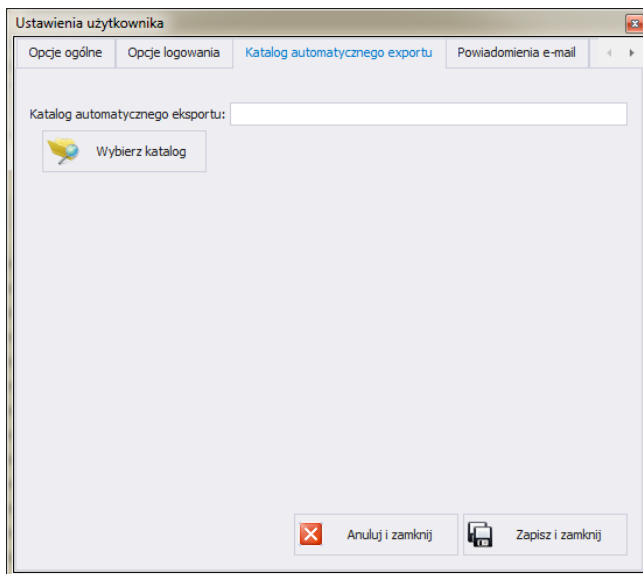 Ustawienia użytkownika
Opcje ogólne Opcje logowania Katalog automatycznego exportu Powiadomienia e-mail
Katalog automatycznego eksportu:
Wybierz katalog
Anuluj i zamknij Zapisz i zamknij